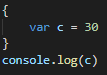 {
    var c = 30
}
console.log(c)